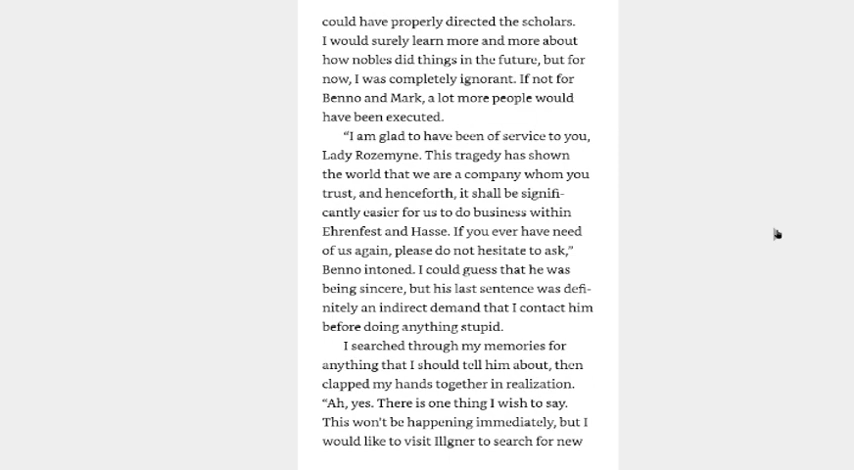 could have properly directed the scholars.
I would surely learn more and more about
how nobles did things in the future, but for
now, I was completely ignorant. If not for
Benno and Mark, a lot more people would
have been executed.
“I am glad to have been of service to you,
Lady Rozemyne. This tragedy has shown
the world that we are a company whom you
trust, and henceforth, it shall be signifi-
cantly easier for us to do business within
Ehrenfest and Hasse. If you ever have need
of us again, please do not hesitate to ask,”
Benno intoned. I could guess that he was
being sincere, but his last sentence was defi-
nitely an indirect demand that I contact him
before doing anything stupid.
I searched through my memories for
anything that I should tell him about, then
clapped my hands together in realization.
“Ah, yes. There is one thing I wish to say.
This won't be happening immediately, but I
would like to visit Illgner to search for new